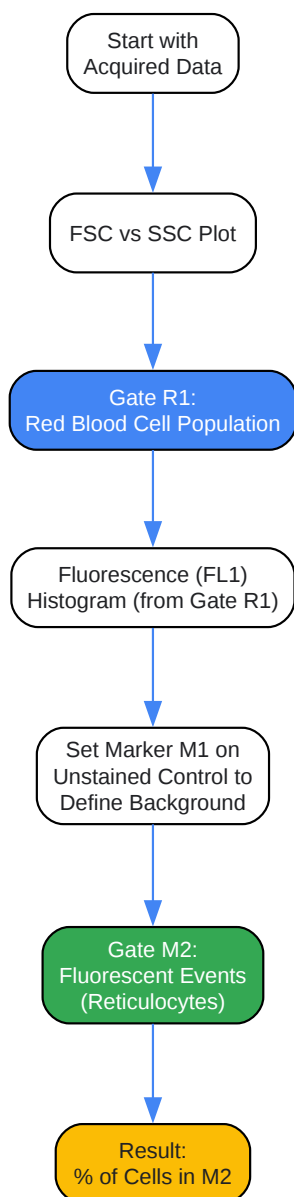 Start with
Acquired Data
FSC vs SSC Plot
Gate R1:
Red Blood Cell Population
Fluorescence (FL1)
Histogram (from Gate R1)
Set Marker M1 on
Unstained Control to
Define Background
Gate M2:
Fluorescent Events
(Reticulocytes)
Result:
% of Cells in M2